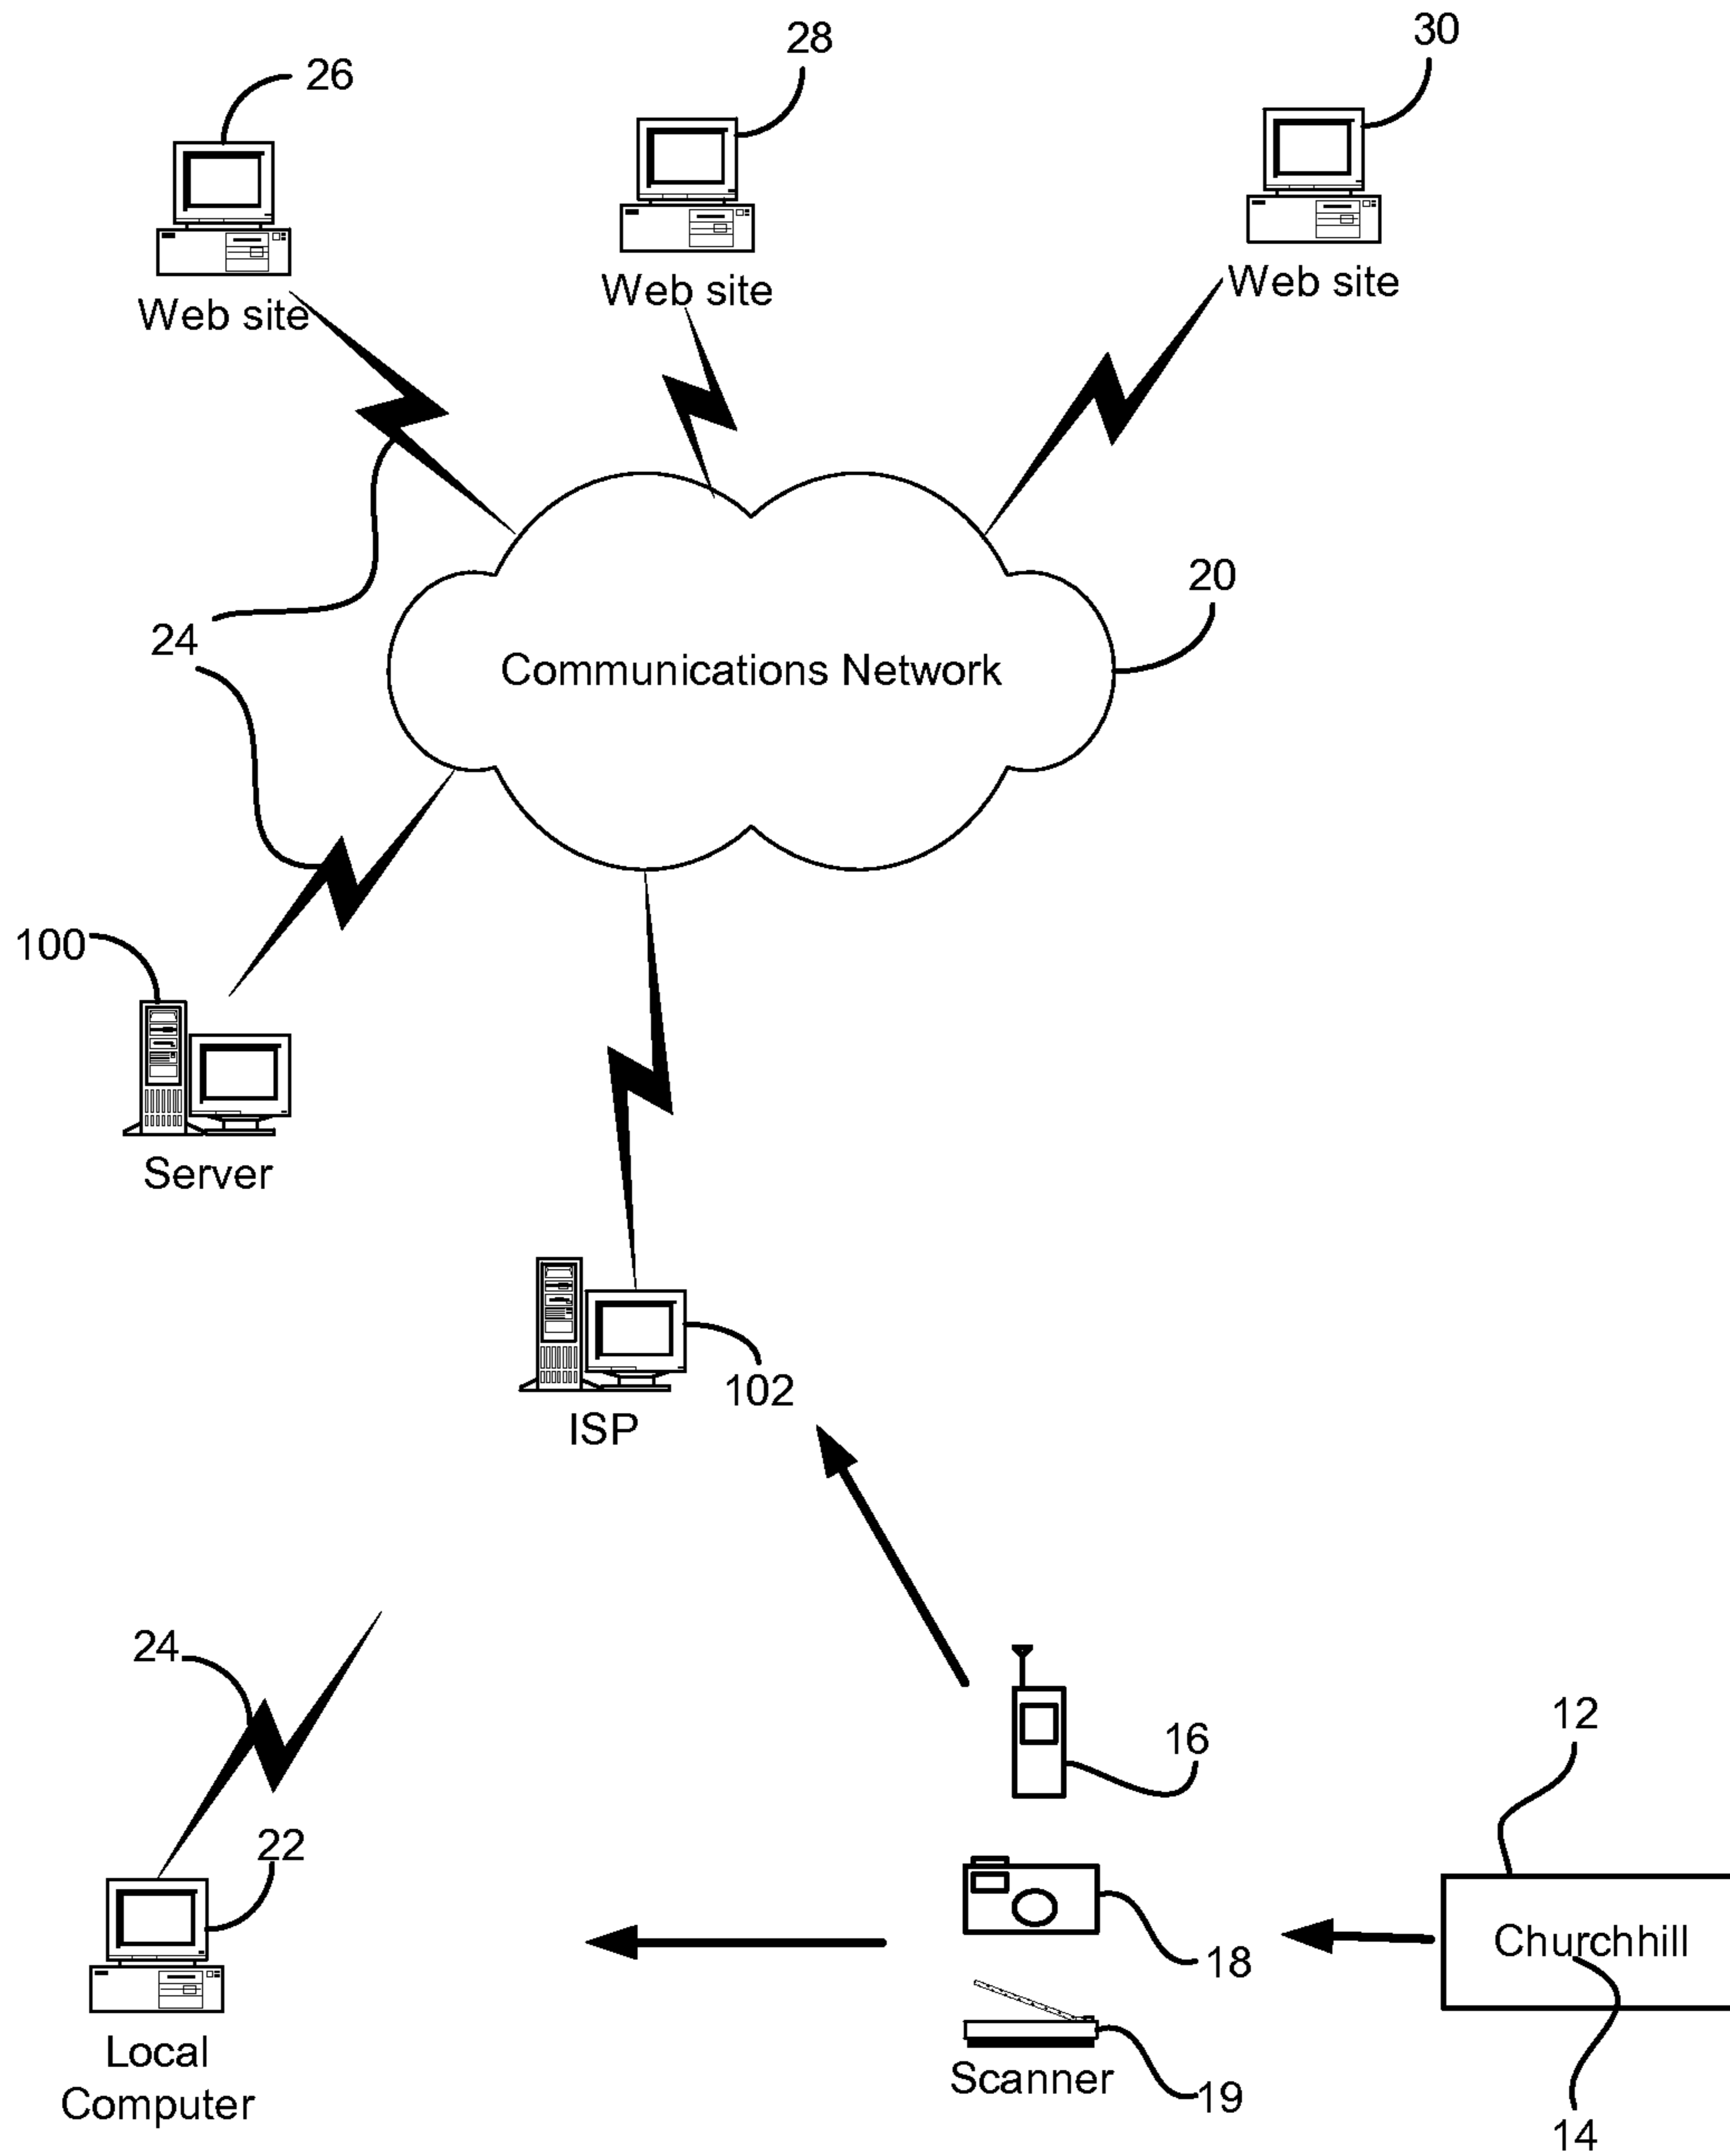 26
28
30
Web site
Web site
Web site
20
24
Communications Network
100
Server
102
ISP
24
16
12
22
Churchhill
18
Local
Computer
Scanner
19
14